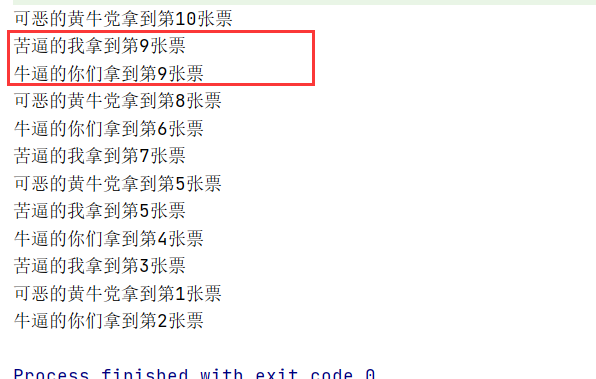 可恶的黄牛党拿到第10张票
苦逼的我拿到第9张票
牛逼的你们拿到第9张票
可恶的黄牛党拿到第8张票
牛逼的你们拿到第6张票
苦逼的我拿到第7张票
可恶的黄牛党拿到第5张票
苦逼的我拿到第5张票
牛逼的你们拿到第4张票
苦逼的我拿到第3张票
可恶的黄牛党拿到第1张票
牛逼的你们拿到第2张票
Process finished with exit code 0